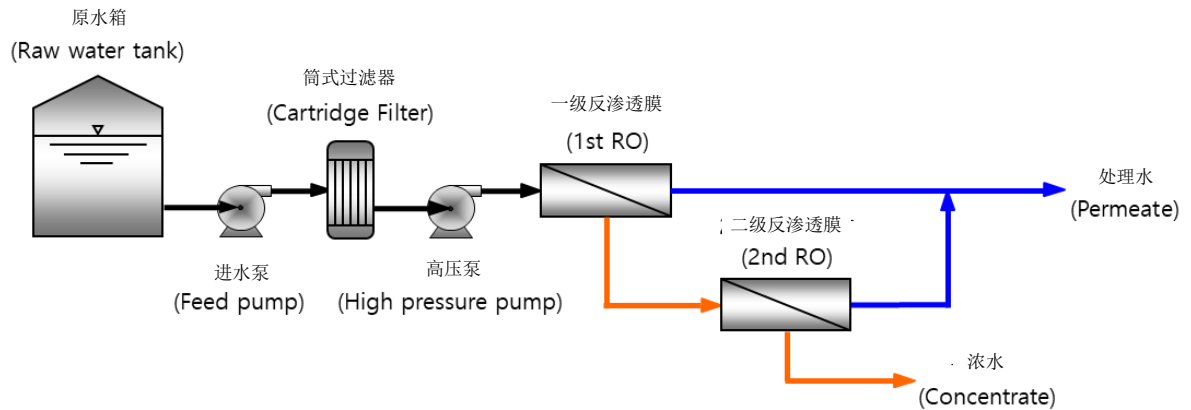 原水箱
(Raw water tank)
筒式过滤器
(Cartridge Filter)
一级反渗透膜
(1st RO)
处理水
(Permeate)
二级反渗透膜
(2nd RO)
进水泵
(Feed pump)
高压泵
(High pressure pump)
浓水
(Concentrate)